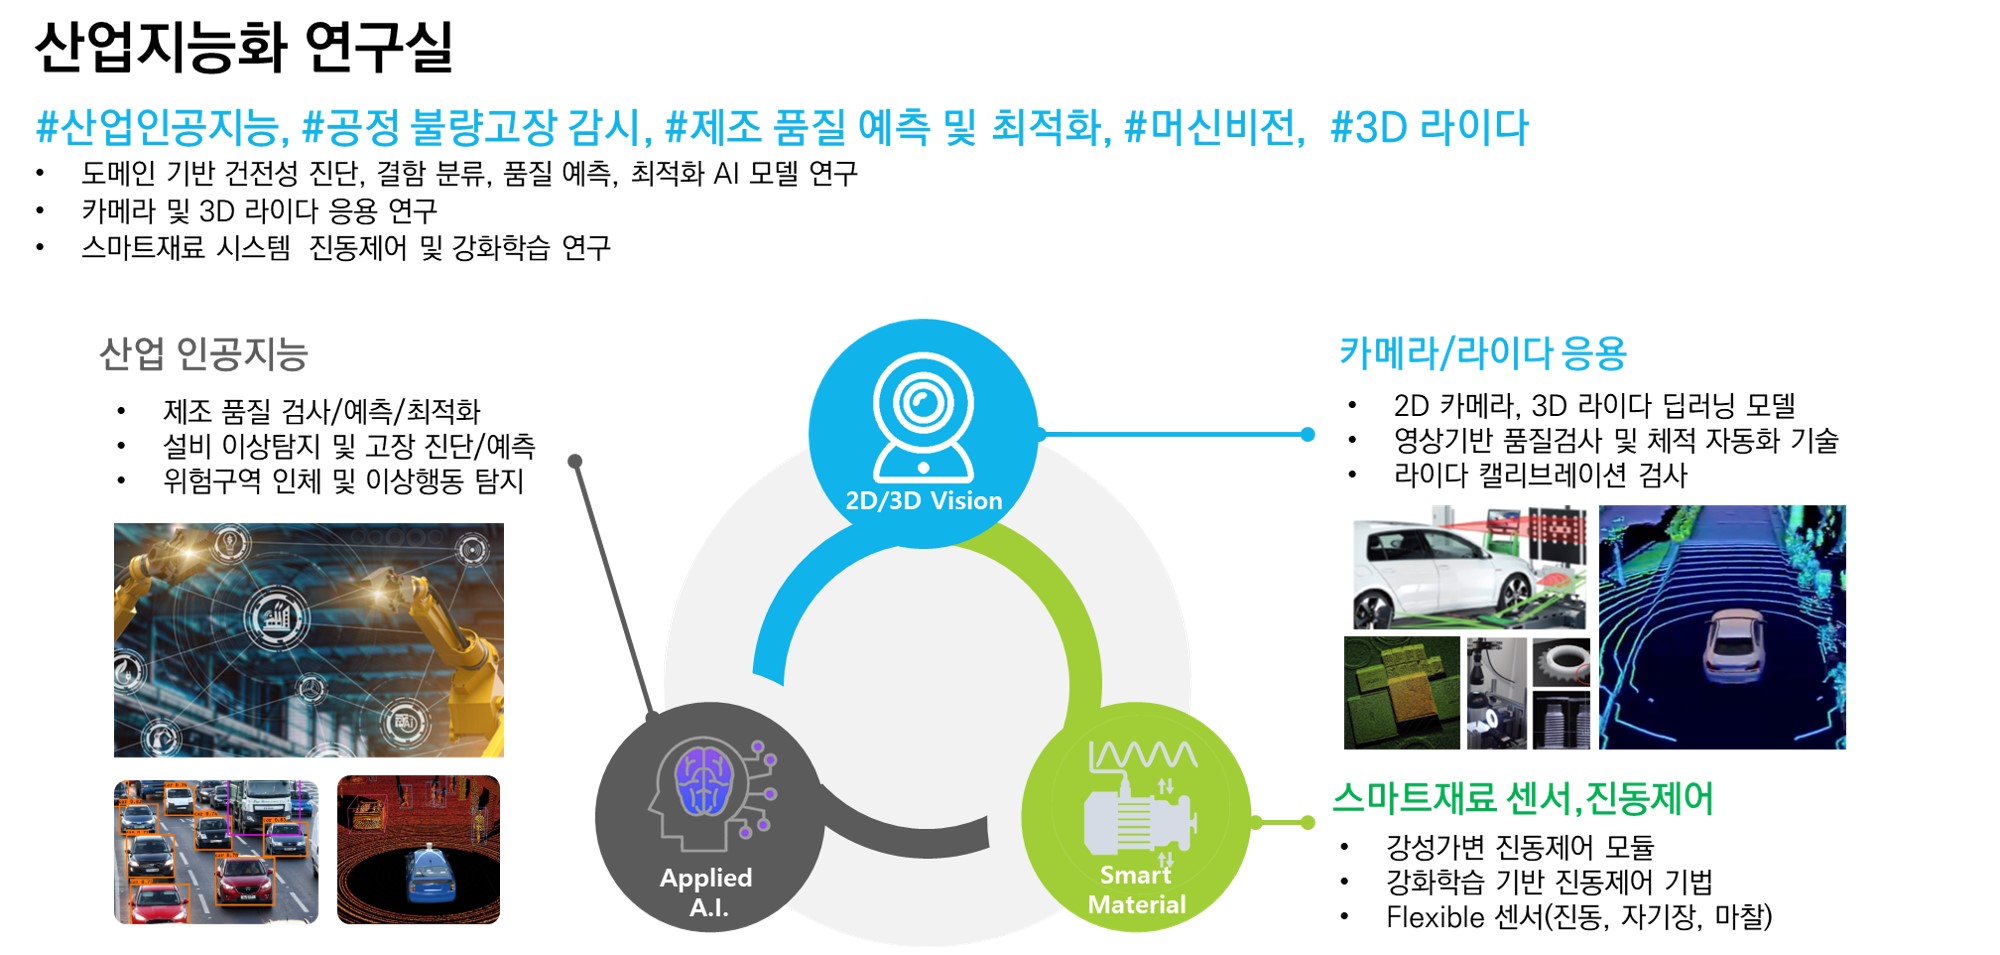 산업지능화 연구실
#산업인공지능, #공정 불량고장 감시, #제조 품질 예측 및 최적화, #머신비전, #3D 라이다
• 도메인 기반 건전성 진단, 결함 분류, 품질 예측, 최적화 AI 모델 연구
• 카메라 및 3D 라이다 응용 연구
• 스마트재료 시스템 진동제어 및 강화학습 연구
산업 인공지능
• 제조 품질 검사/예측/최적화
• 설비 이상탐지 및 고장 진단/예측
• 위험구역 인체 및 이상행동 탐지
2D/3D Vision
Applied
A.I.
Smart
Material
카메라/라이다 응용
• 2D 카메라, 3D 라이다 딥러닝 모델
• 영상기반 품질검사 및 체적 자동화 기술
• 라이다 캘리브레이션 검사
스마트재료 센서,진동제어
• 강성가변 진동제어 모듈
• 강화학습 기반 진동제어 기법
• Flexible 센서(진동, 자기장, 마찰)